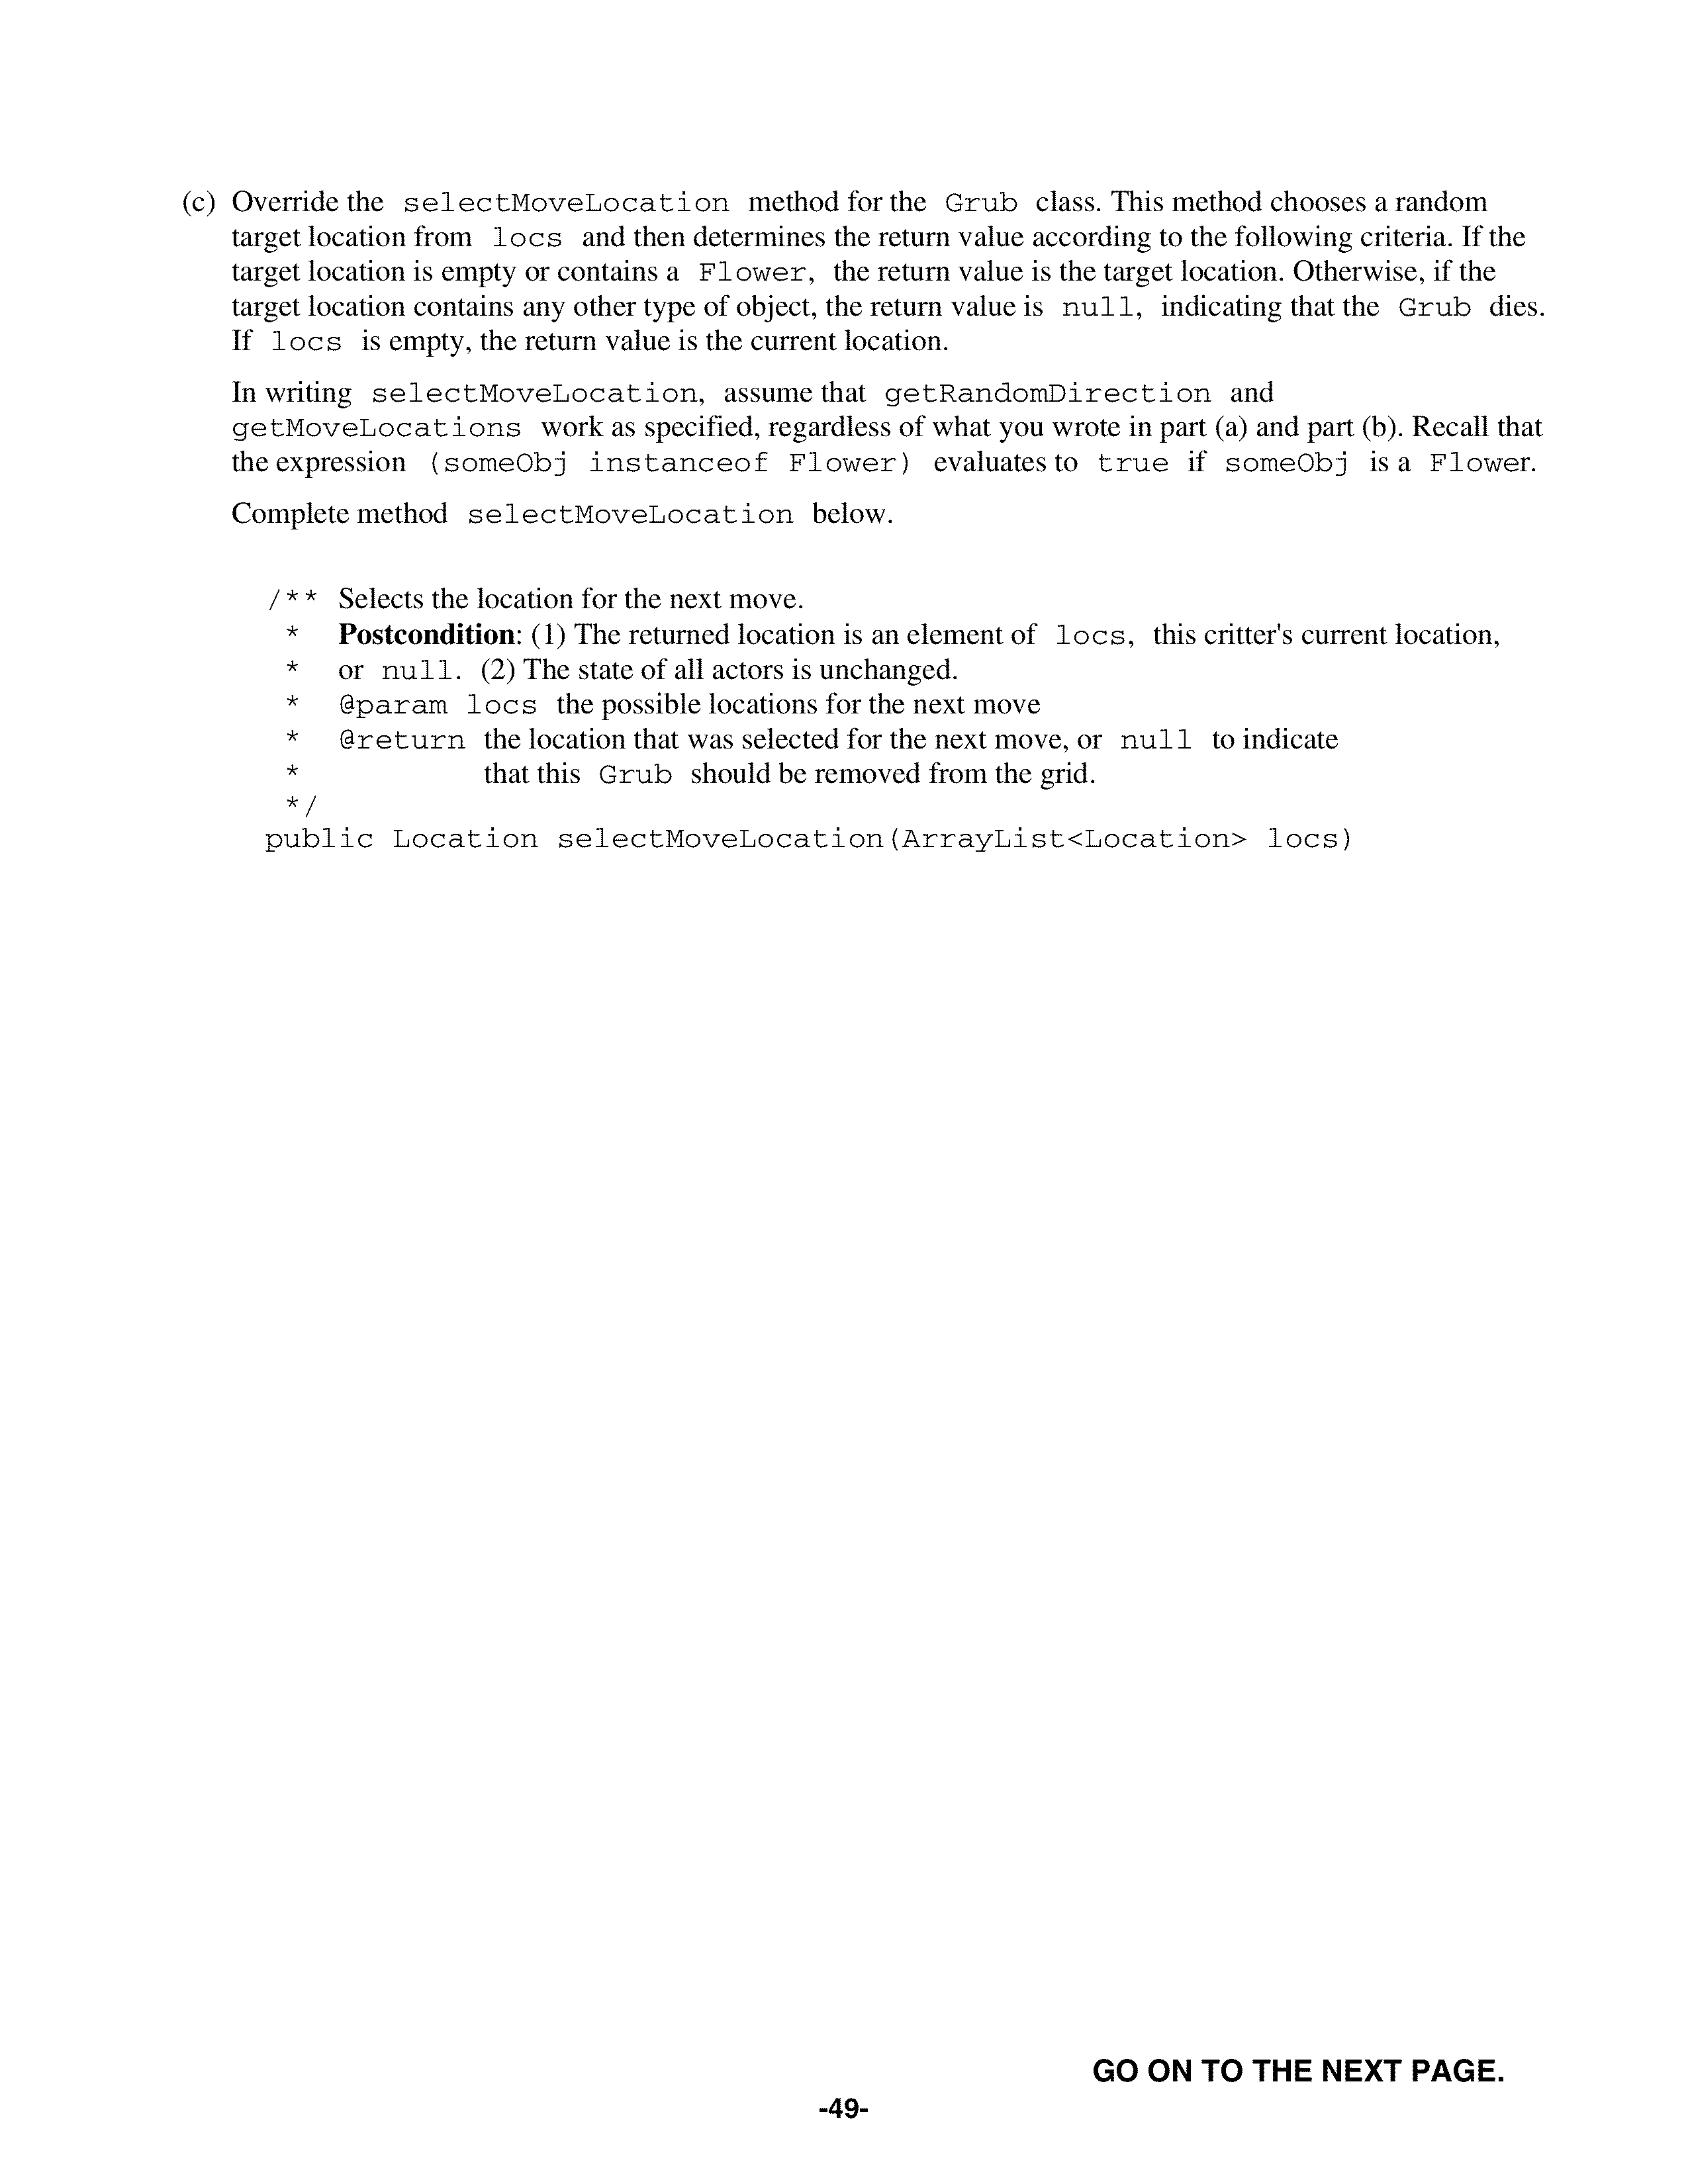 (c) Override the selectMoveLocation method for the Grub class. This method chooses a random
target location from locs and then determines the return value according to the following criteria. If the
target location is empty or contains a Flower, the return value is the target location. Otherwise, if the
target location contains any other type of object, the return value is null, indicating that the Grub dies.
If locs is empty, the return value is the current location.
In writing selectMoveLocation, assume that getRandomDirection and
getMoveLocations work as specified, regardless of what you wrote in part (a) and part (b). Recall that
the expression (someObj instanceof Flower) evaluates to true if someObj is a Flower.
Complete method selectMoveLocation below.
/** Selects the location for the next move.
* Postcondition: (1) The returned location is an element of locs, this critter's current location,
* or null. (2) The state of all actors is unchanged.
* @param locs the possible locations for the next move
* @return the location that was selected for the next move, or null to indicate
* that this Grub should be removed from the grid.
*/
public Location selectMoveLocation(ArrayList<Location> locs)
GO ON TO THE NEXT PAGE.
-49-